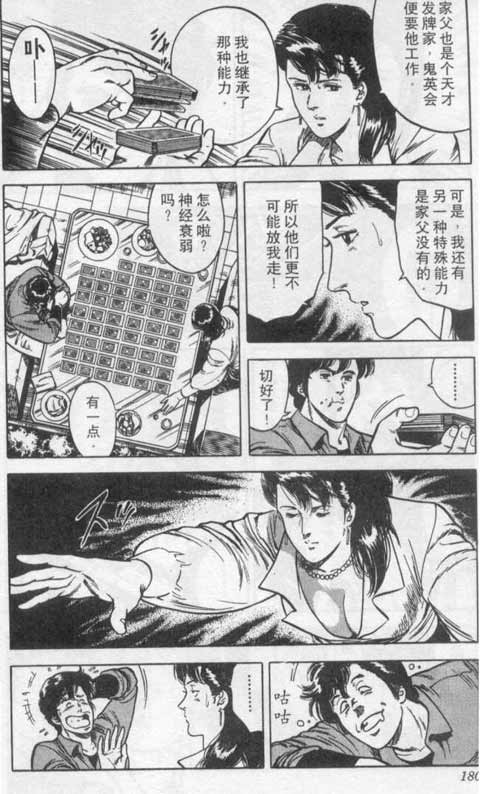 家父也是个天才
发牌家，鬼英会
便要他工作．
我也继承了
那种能力．
卟——
可是，我还有
另一种特殊能力
是家父没有的．
所以他们更不
可能放我走！
怎么啦？
神经衰弱
吗？
有一点．
………
切好了！
スッ
咕
咕
………
180